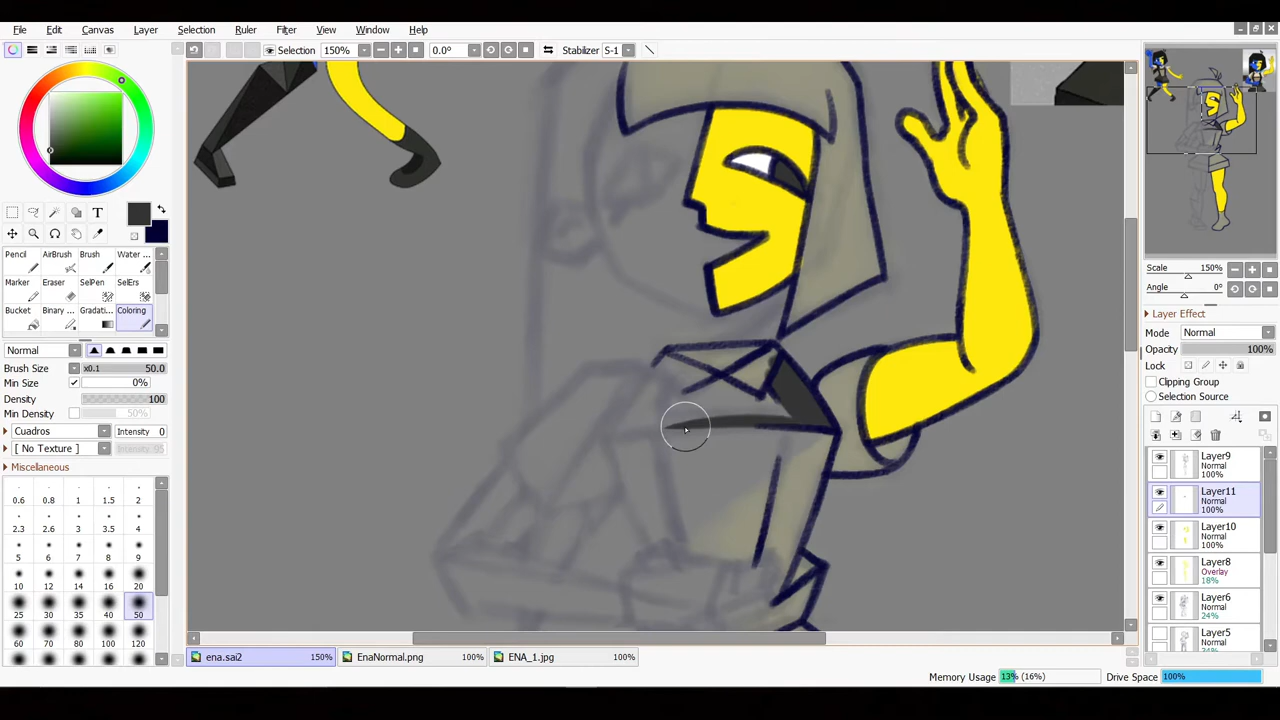 File Edit Canvas Layer Selection Ruler Filter View Window Help
Selection 150% 0.0° Stabilizer S-1
T
Pencil AirBrush Brush Water ...
Marker Eraser SelPen SelErs
Bucket Binary ... Gradati... Coloring
Normal
Brush Size x0.1 50.0
Min Size 0%
Density 100
Min Density 50%
Cuadros Intensity 0
[ No Texture ] Intensity 95
Miscellaneous
0.6 0.8 1 1.5 2
2.3 2.6 3 3.5 4
5 6 7 8 9
10 12 14 16 20
25 30 35 40 50
60 70 80 100 120
Scale 150%
Angle 0°
Layer Effect
Mode Normal
Opacity 100%
Lock
Clipping Group
Selection Source
Layer9
Normal
100%
Layer11
Normal
100%
Layer10
Normal
100%
Layer8
Overlay
18%
Layer6
Normal
24%
Layer5
Normal
ena.sai2 150% EnaNormal.png 100% ENA_1.jpg 100%
Memory Usage 13% (16%) Drive Space 100%